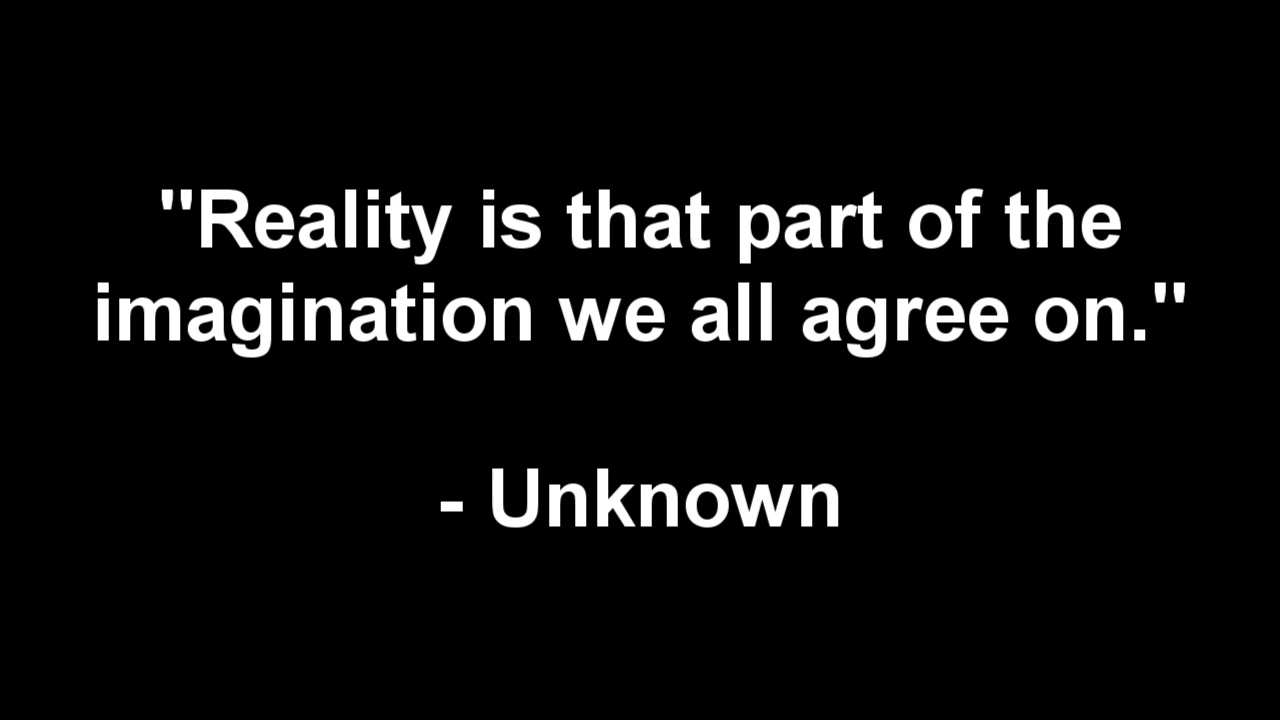 "Reality is that part of the
imagination we all agree on."
- Unknown